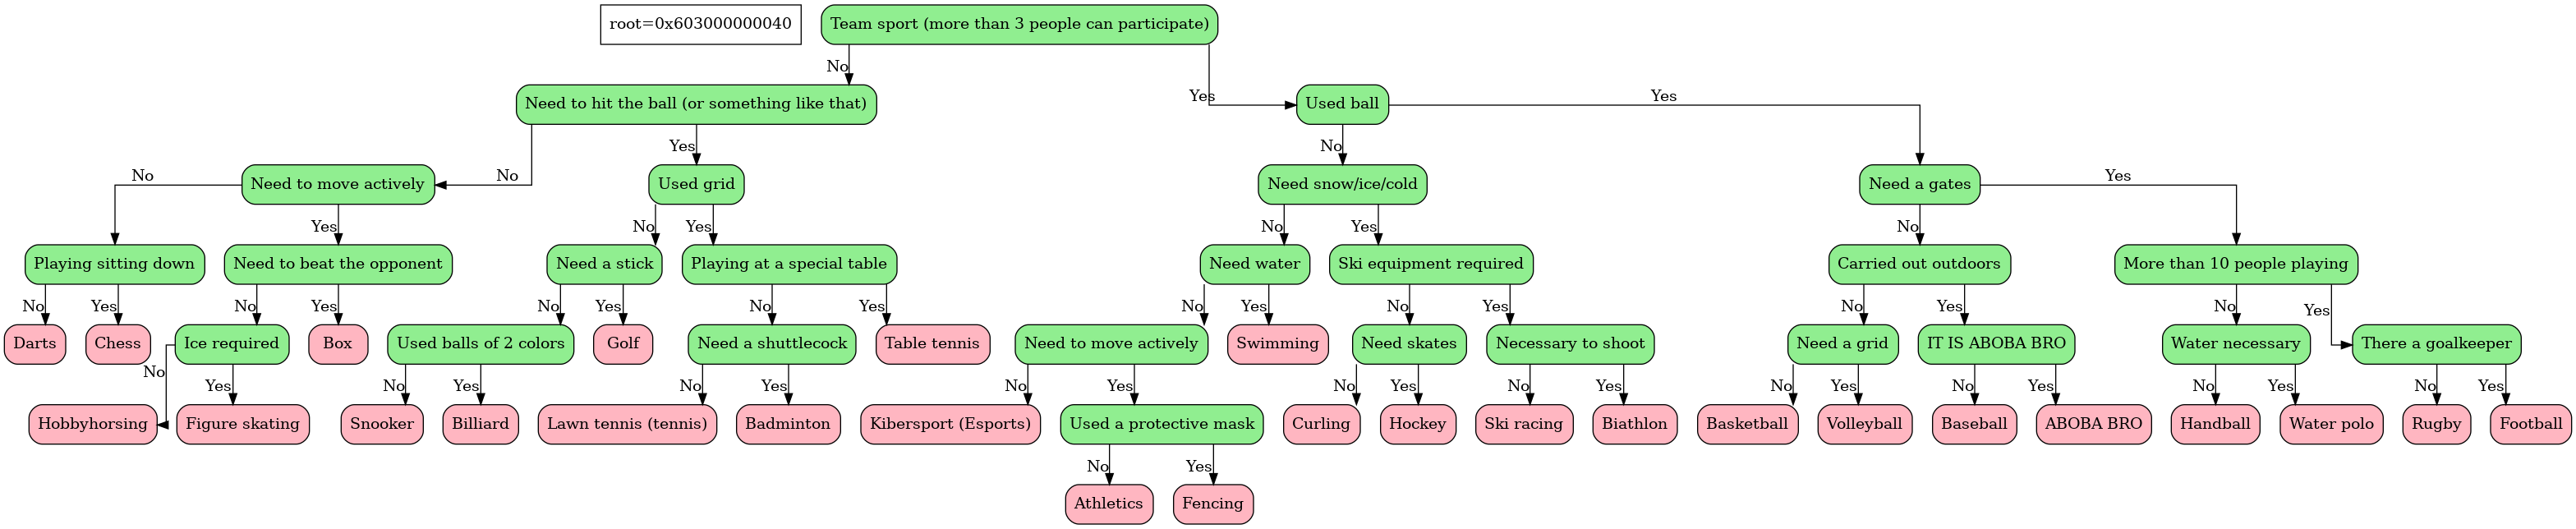 root=0x603000000040
Team sport (more than 3 people can participate)
No
Yes
Need to hit the ball (or something like that)
Used ball
No
Yes
No
Yes
Need to move actively
Used grid
Need snow/ice/cold
Need a gates
No
Yes
No
Yes
No
Yes
No
Yes
Playing sitting down
Need to beat the opponent
Need a stick
Playing at a special table
Need water
Ski equipment required
Carried out outdoors
More than 10 people playing
No
Yes
No
Yes
No
Yes
No
Yes
No
Yes
No
Yes
No
Yes
No
Yes
Darts
Chess
Ice required
Box
Used balls of 2 colors
Golf
Need a shuttlecock
Table tennis
Need to move actively
Swimming
Need skates
Necessary to shoot
Need a grid
IT IS ABOBA BRO
Water necessary
There a goalkeeper
No
Yes
No
Yes
No
Yes
No
Yes
No
Yes
No
Yes
No
Yes
No
Yes
No
Yes
No
Yes
Hobbyhorsing
Figure skating
Snooker
Billiard
Lawn tennis (tennis)
Badminton
Kibersport (Esports)
Used a protective mask
Curling
Hockey
Ski racing
Biathlon
Basketball
Volleyball
Baseball
ABOBA BRO
Handball
Water polo
Rugby
Football
No
Yes
Athletics
Fencing